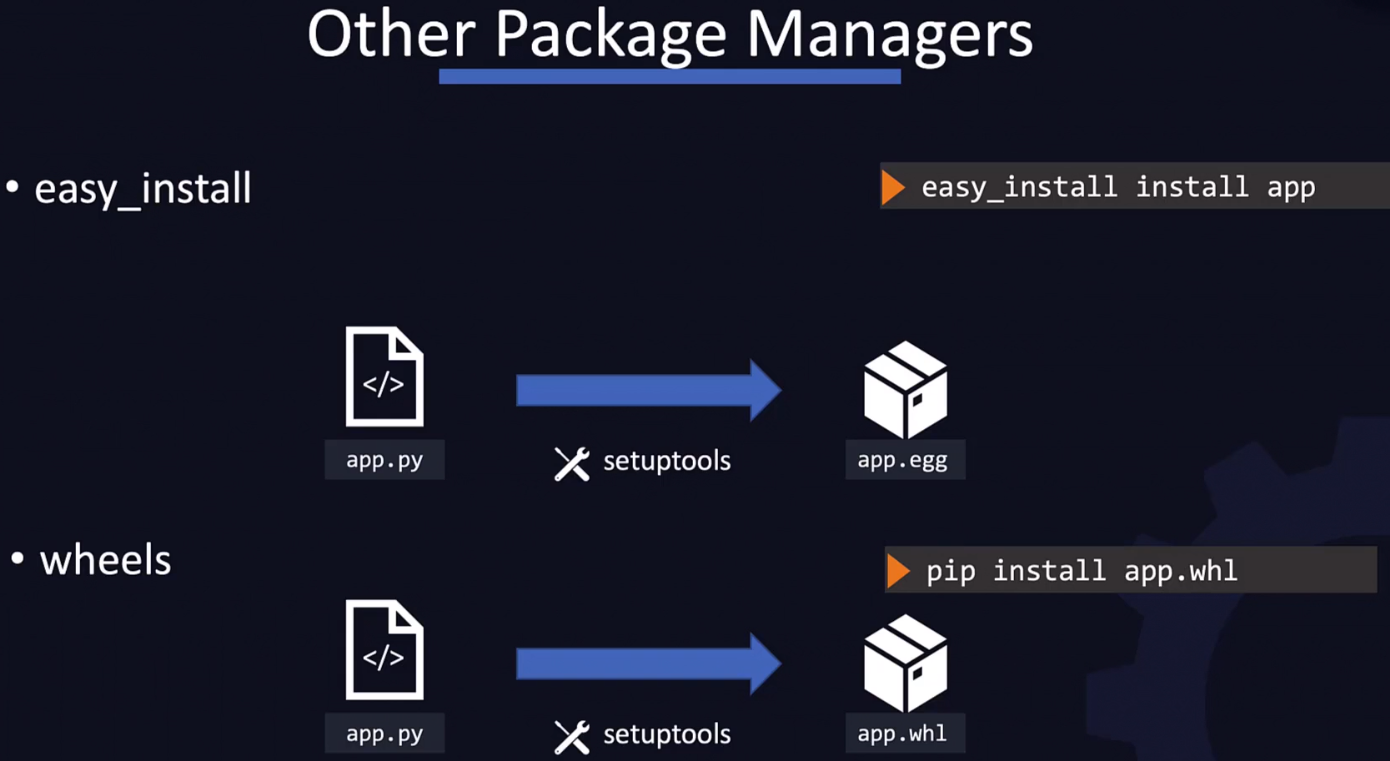 Other Package Managers
• easy_install
easy_install install app
</>
app.py
setuptools
app.egg
• wheels
pip install app.whl
</>
app.py
setuptools
app.whl